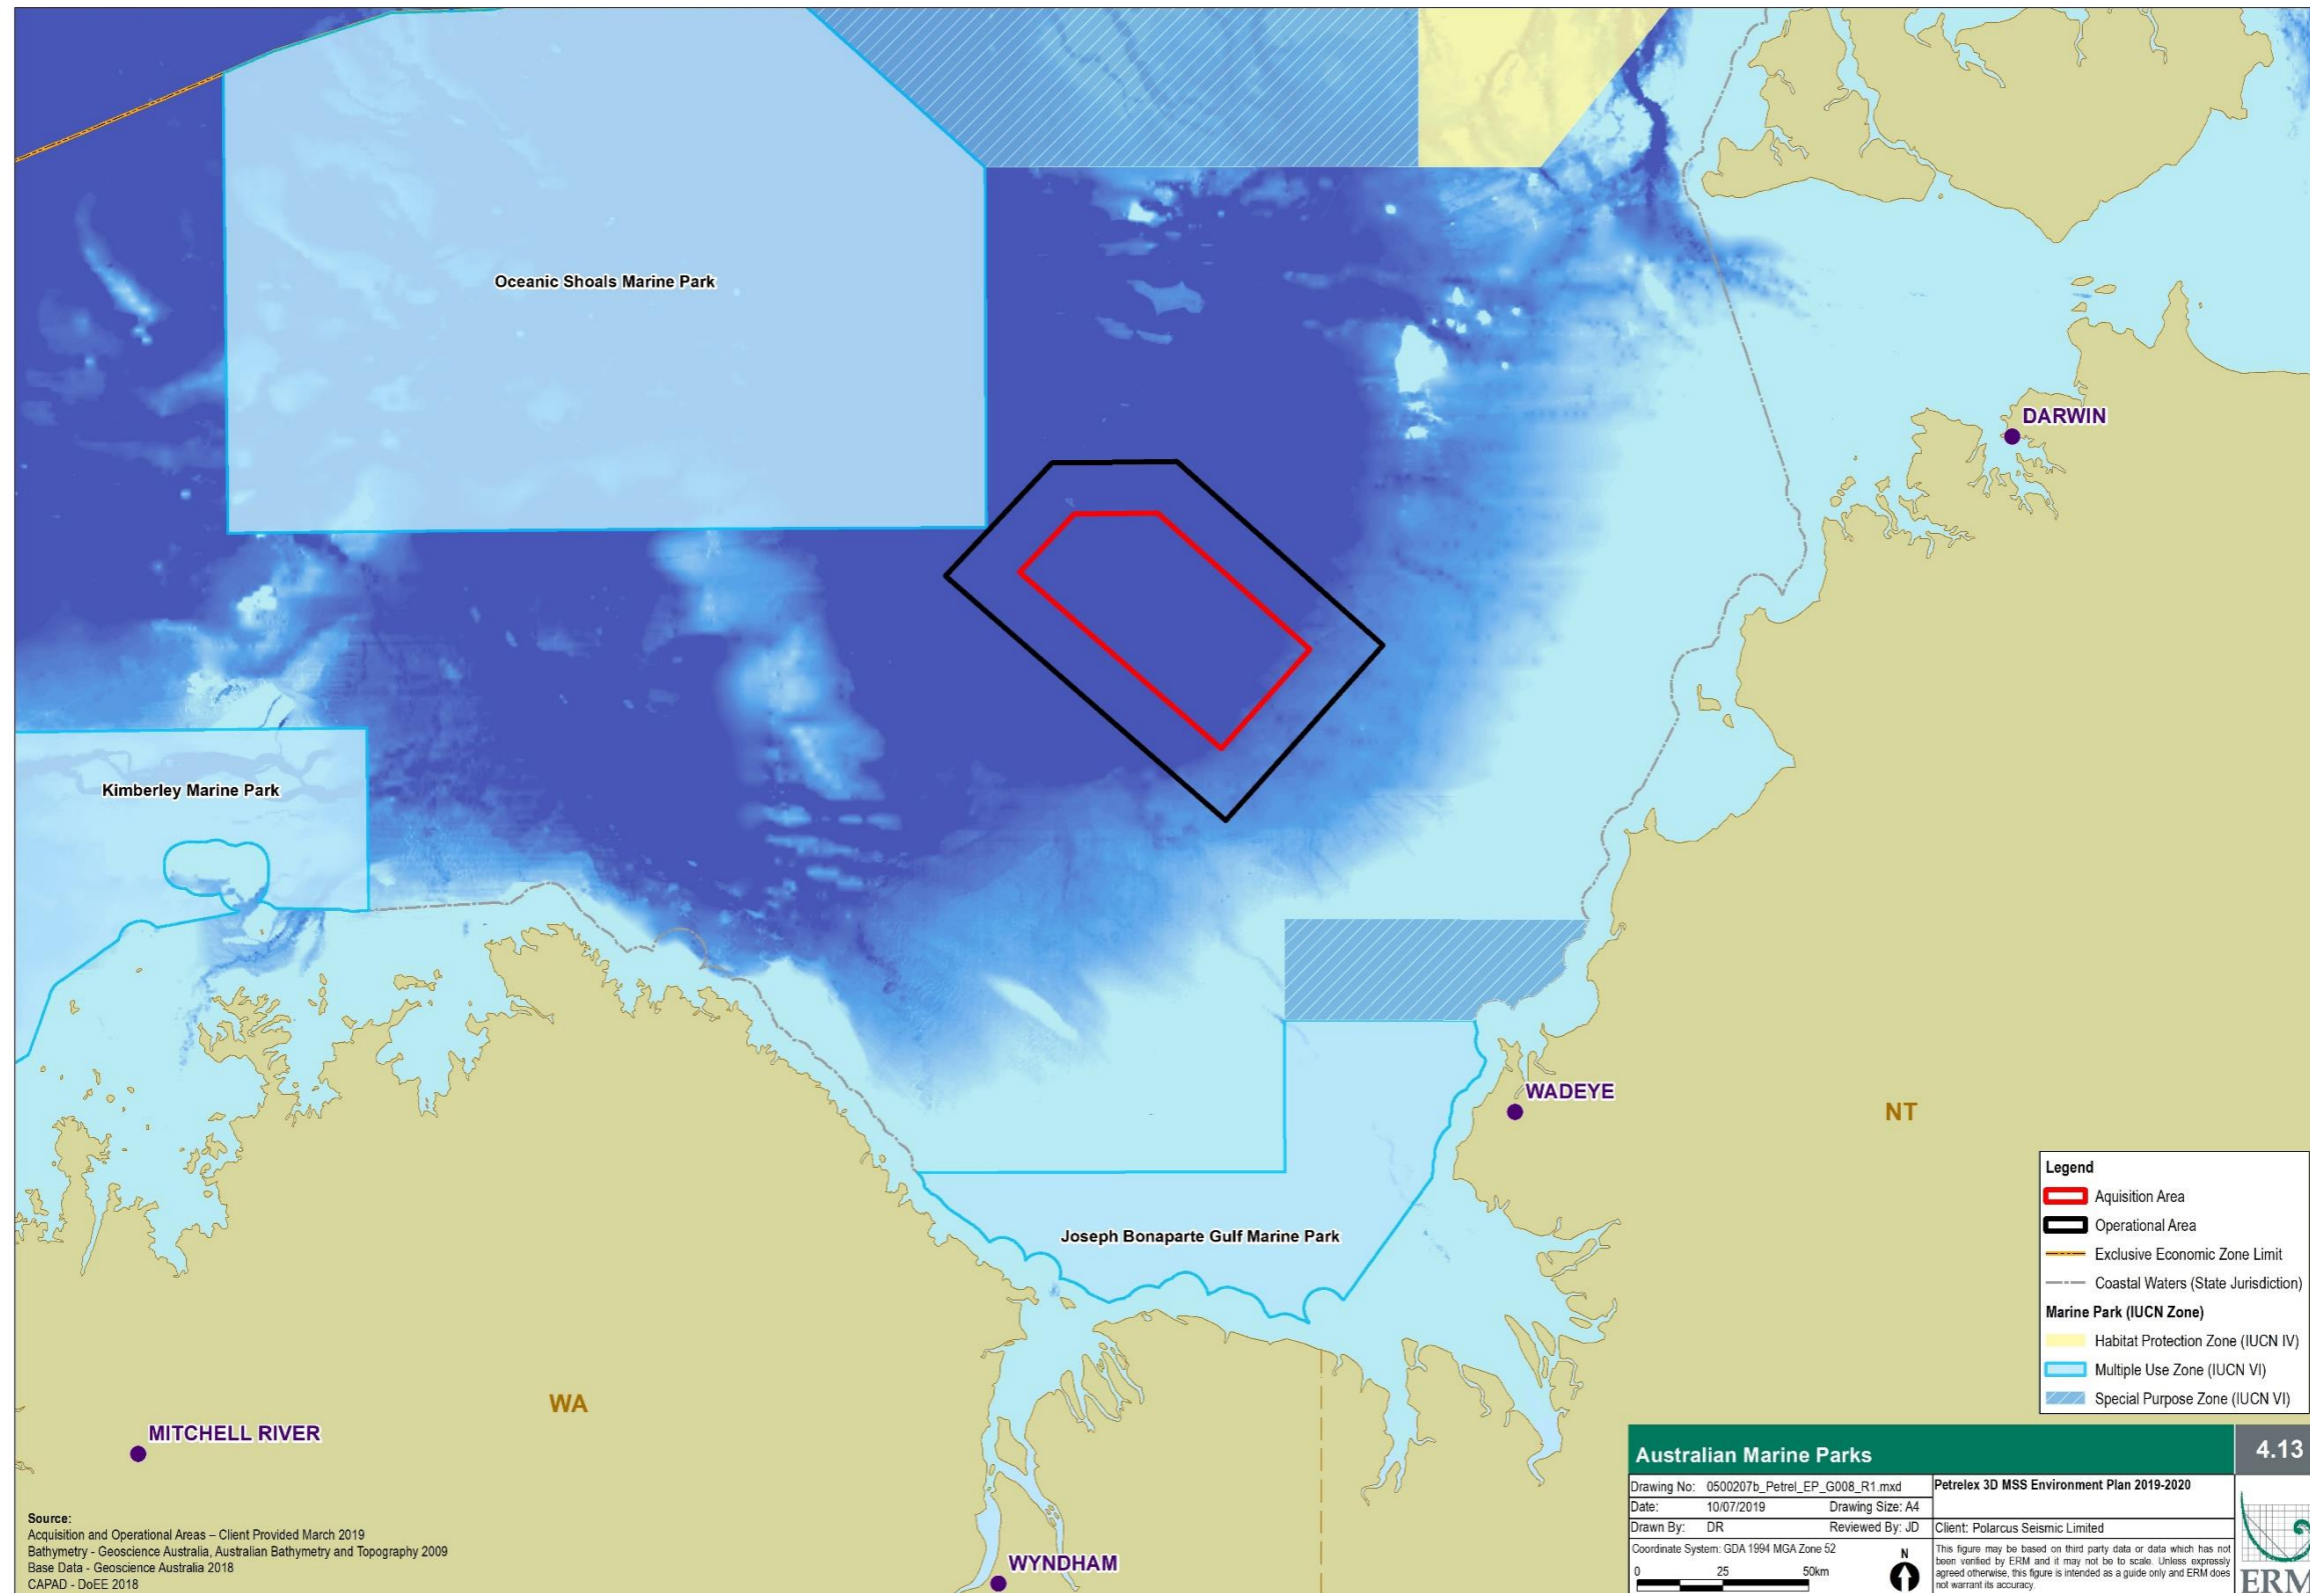 Oceanic Shoals Marine Park
DARWIN
Kimberley Marine Park
WADEYE
NT
Joseph Bonaparte Gulf Marine Park
WA
MITCHELL RIVER
WYNDHAM
Legend
Aquisition Area
Operational Area
Exclusive Economic Zone Limit
Coastal Waters (State Jurisdiction)
Marine Park (IUCN Zone)
Habitat Protection Zone (IUCN IV)
Multiple Use Zone (IUCN VI)
Special Purpose Zone (IUCN VI)
Source:
Acquisition and Operational Areas – Client Provided March 2019
Bathymetry - Geoscience Australia, Australian Bathymetry and Topography 2009
Base Data - Geoscience Australia 2018
CAPAD - DoEE 2018
Australian Marine Parks
4.13
Drawing No: 0500207b_Petrel_EP_G008_R1.mxd
Petrelex 3D MSS Environment Plan 2019-2020
Date: 10/07/2019 Drawing Size: A4
Drawn By: DR Reviewed By: JD
Client: Polarcus Seismic Limited
Coordinate System: GDA 1994 MGA Zone 52
0 25 50km
N
This figure may be based on third party data or data which has not
been verified by ERM and it may not be to scale. Unless expressly
agreed otherwise, this figure is intended as a guide only and ERM does
not warrant its accuracy.
ERM